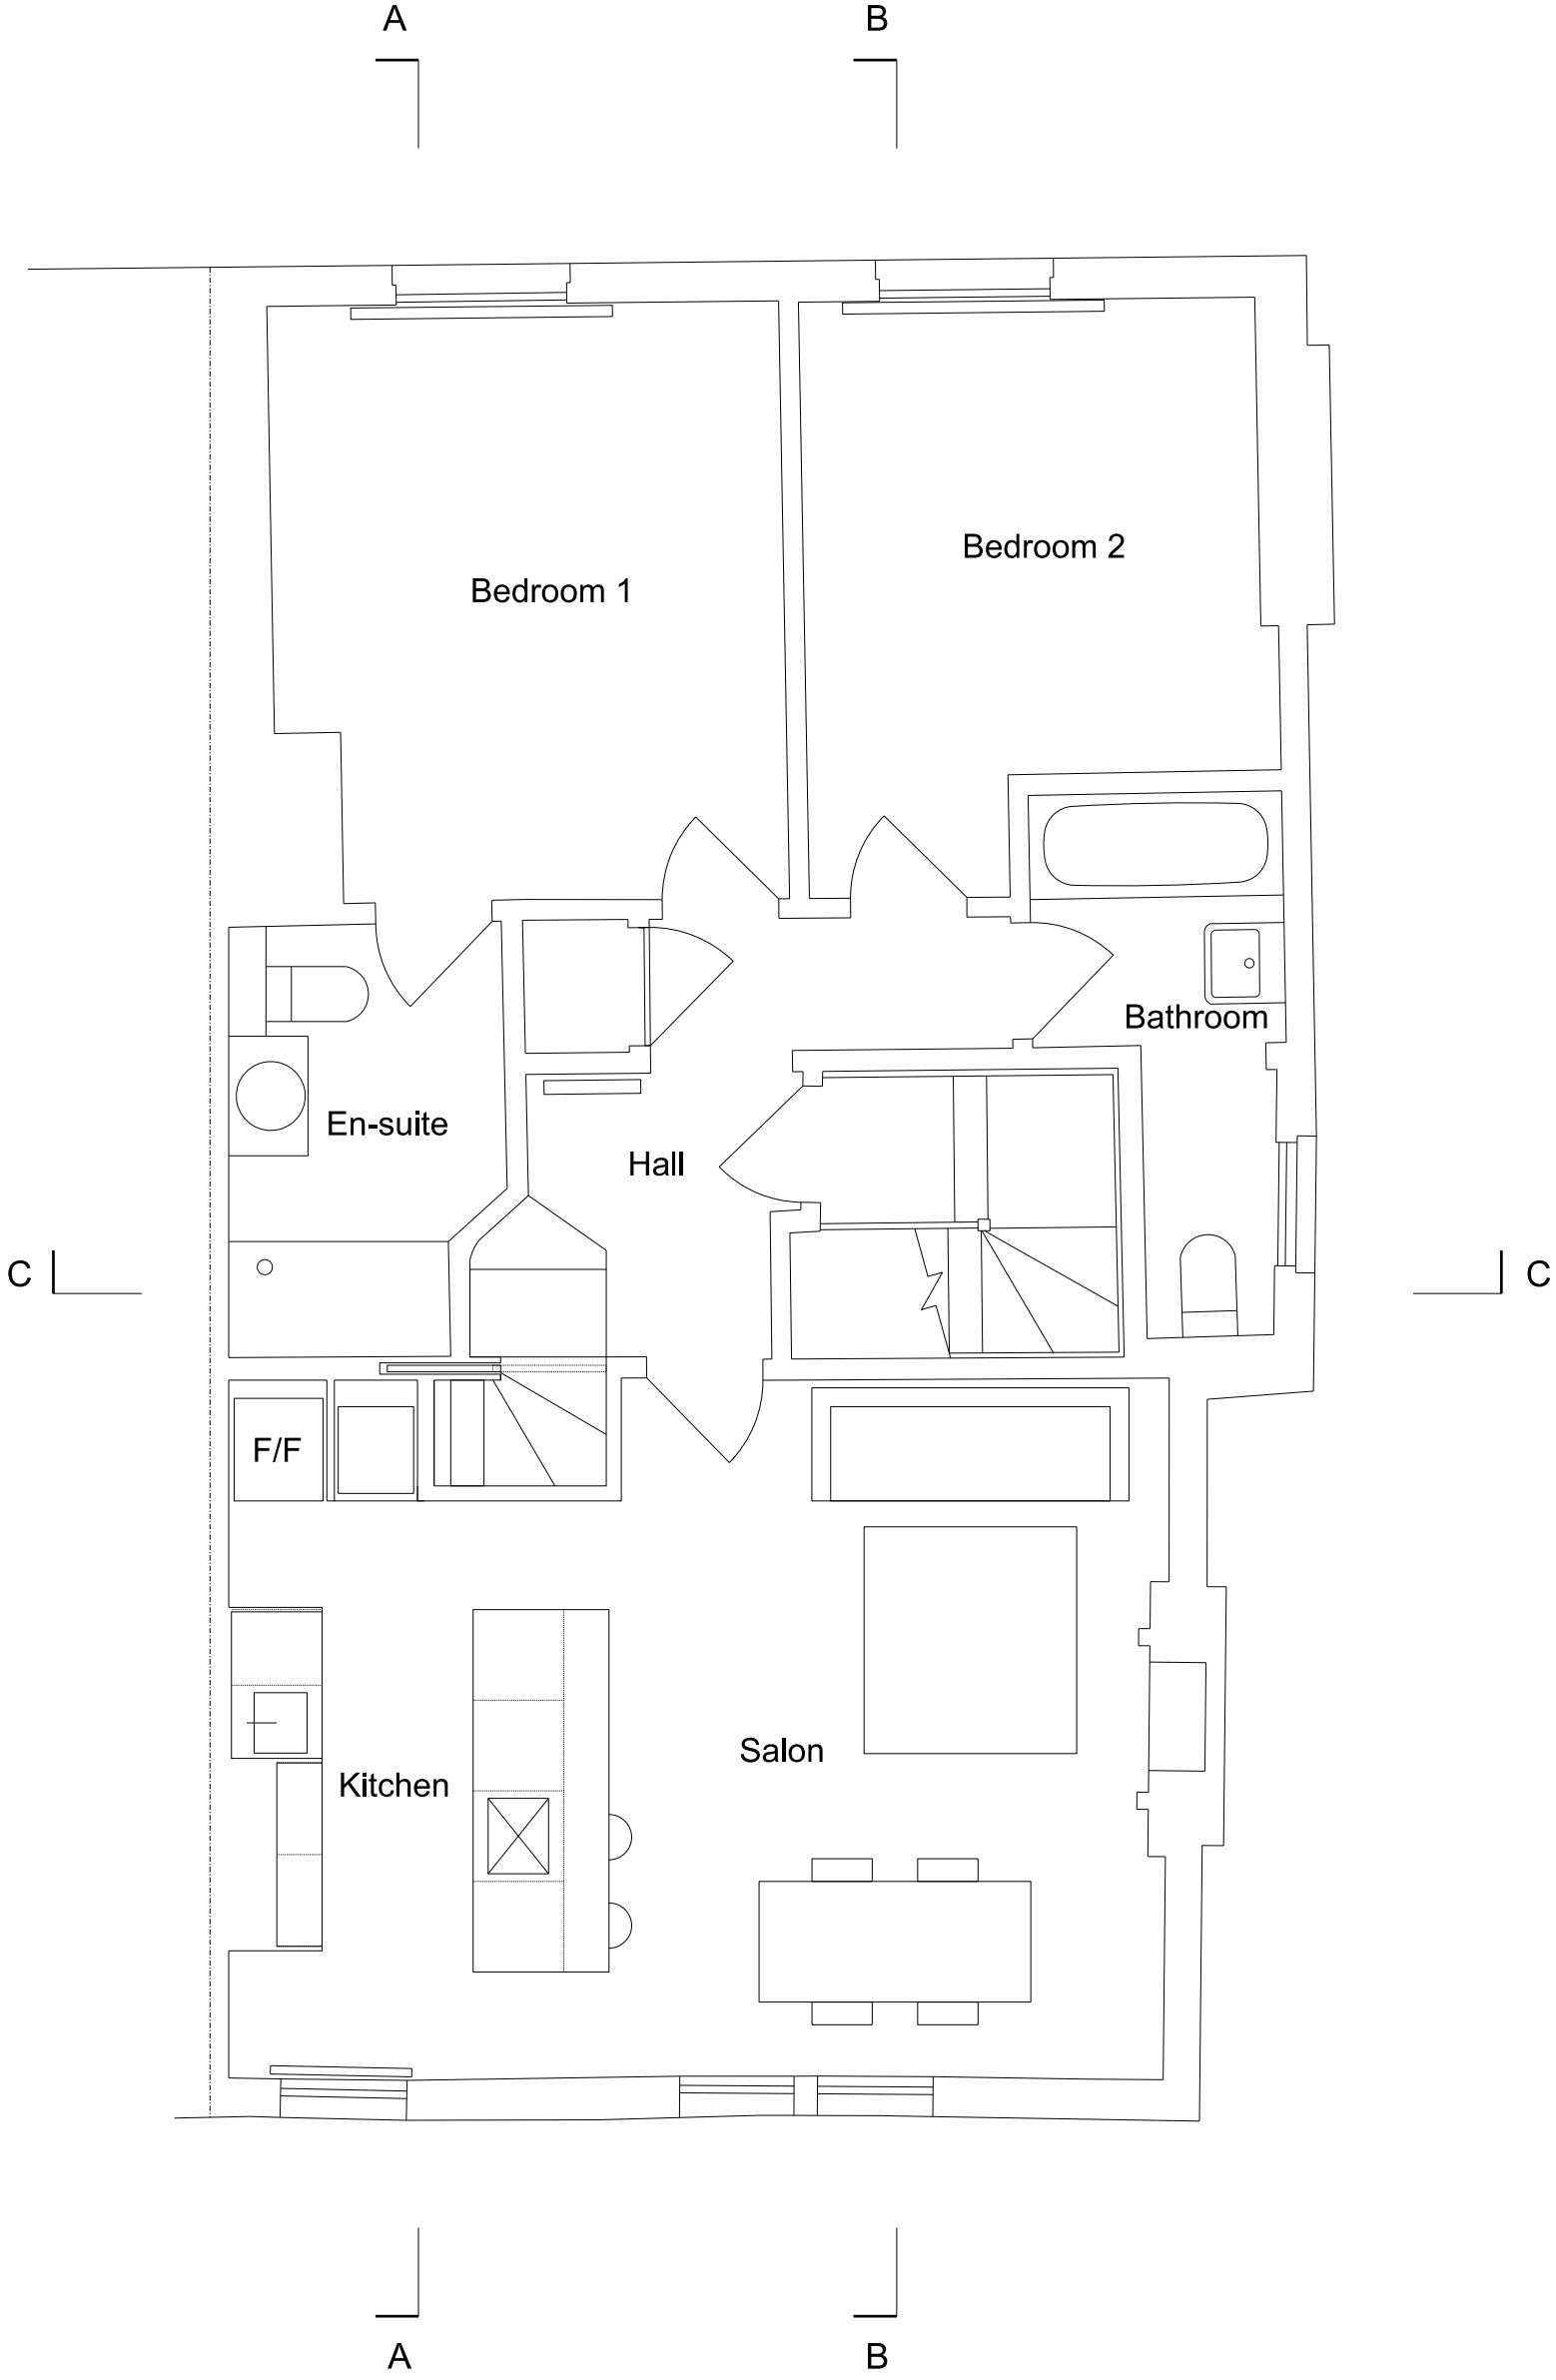 A
B
Bedroom 2
Bedroom 1
Bathroom
En-suite
Hall
C
C
F/F
Salon
Kitchen
A
B